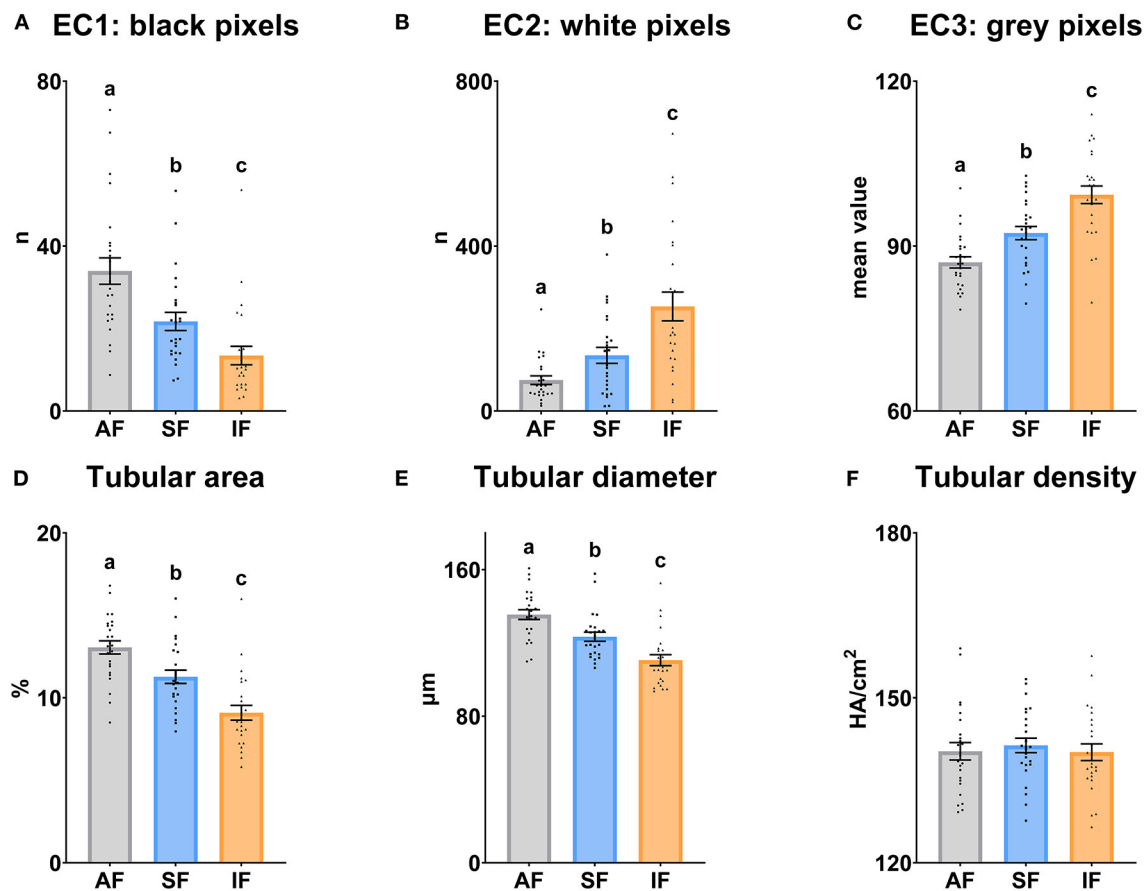 A EC1: black pixels
80
40
0
n
a
b
c
AF SF IF
B EC2: white pixels
800
400
0
n
a
b
c
AF SF IF
C EC3: grey pixels
120
90
60
mean value
a
b
c
AF SF IF
D Tubular area
20
10
0
%
a
b
c
AF SF IF
E Tubular diameter
160
80
0
µm
a
b
c
AF SF IF
F Tubular density
180
150
120
HA/cm²
AF SF IF